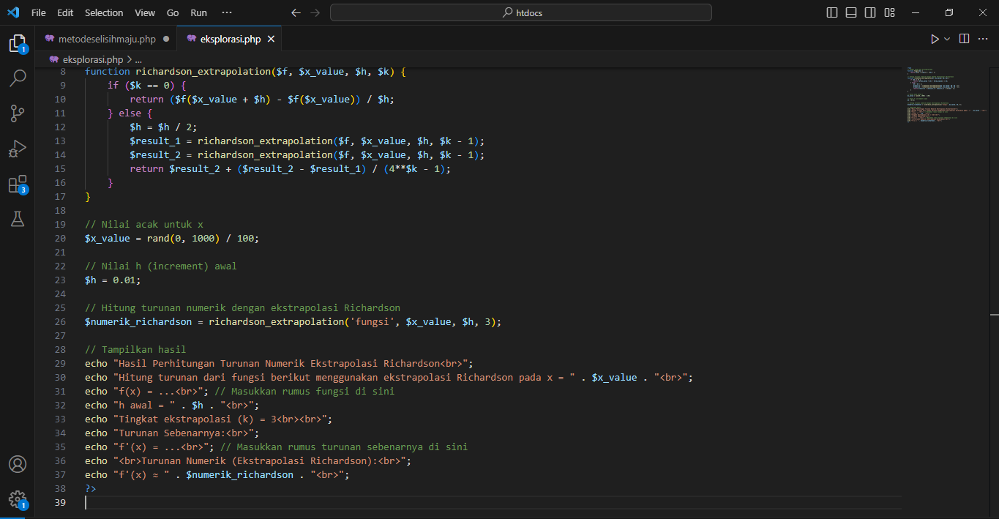 File Edit Selection View Go Run ··· ← → htdocs
metodeselisihmaju.php ● eksplorasi.php ×
eksplorasi.php > ...
1
3
1
8 function richardson_extrapolation($f, $x_value, $h, $k) {
9 if ($k == 0) {
10 return ($f($x_value + $h) - $f($x_value)) / $h;
11 } else {
12 $h = $h / 2;
13 $result_1 = richardson_extrapolation($f, $x_value, $h, $k - 1);
14 $result_2 = richardson_extrapolation($f, $x_value, $h, $k - 1);
15 return $result_2 + ($result_2 - $result_1) / (4**$k - 1);
16 }
17 }
18
19 // Nilai acak untuk x
20 $x_value = rand(0, 1000) / 100;
21
22 // Nilai h (increment) awal
23 $h = 0.01;
24
25 // Hitung turunan numerik dengan ekstrapolasi Richardson
26 $numerik_richardson = richardson_extrapolation('fungsi', $x_value, $h, 3);
27
28 // Tampilkan hasil
29 echo "Hasil Perhitungan Turunan Numerik Ekstrapolasi Richardson<br>";
30 echo "Hitung turunan dari fungsi berikut menggunakan ekstrapolasi Richardson pada x = " . $x_value . "<br>";
31 echo "f(x) = ...<br>"; // Masukkan rumus fungsi di sini
32 echo "h awal = " . $h . "<br>";
33 echo "Tingkat ekstrapolasi (k) = 3<br><br>";
34 echo "Turunan Sebenarnya:<br>";
35 echo "f'(x) = ...<br>"; // Masukkan rumus turunan sebenarnya di sini
36 echo "<br>Turunan Numerik (Ekstrapolasi Richardson):<br>";
37 echo "f'(x) ≈ " . $numerik_richardson . "<br>";
38 ?>
39